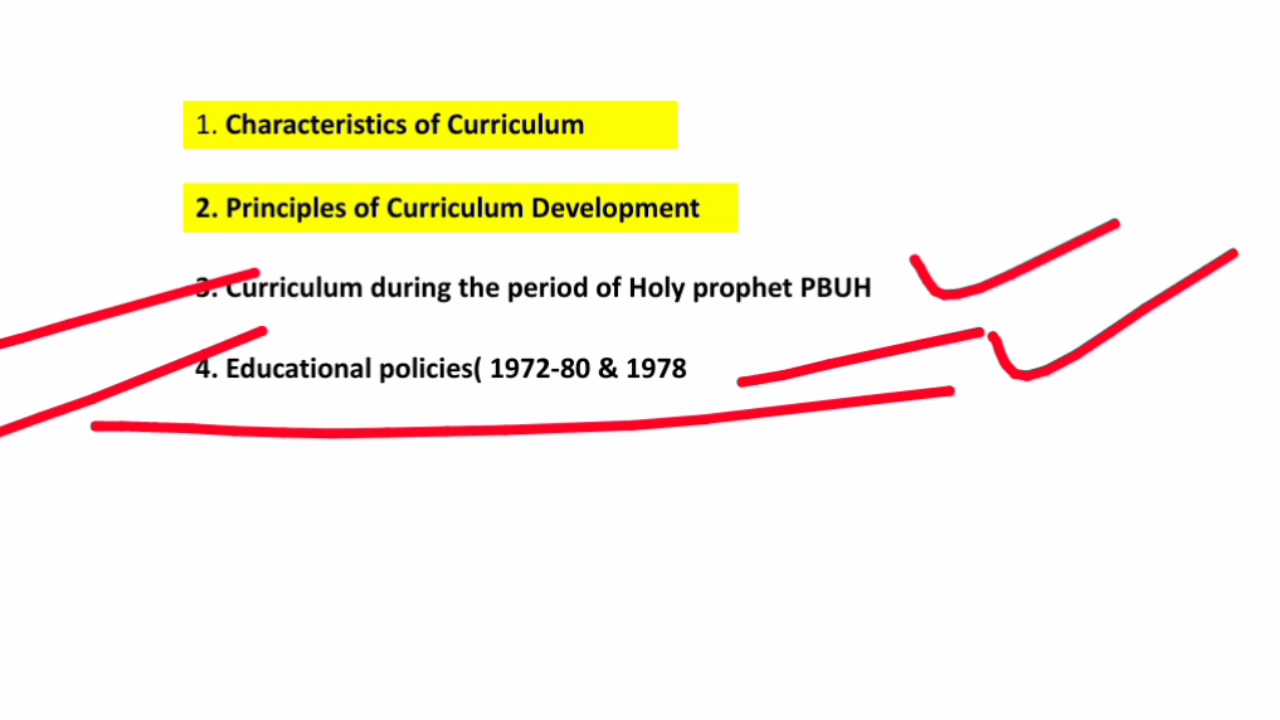 1. Characteristics of Curriculum
2. Principles of Curriculum Development
3. Curriculum during the period of Holy prophet PBUH
4. Educational policies( 1972-80 & 1978